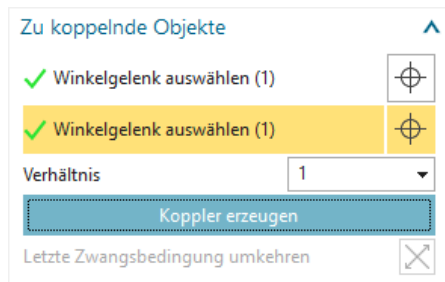 Zu koppelnde Objekte
Winkelgelenk auswählen (1)
Winkelgelenk auswählen (1)
Verhältnis 1
Koppler erzeugen
Letzte Zwangsbedingung umkehren